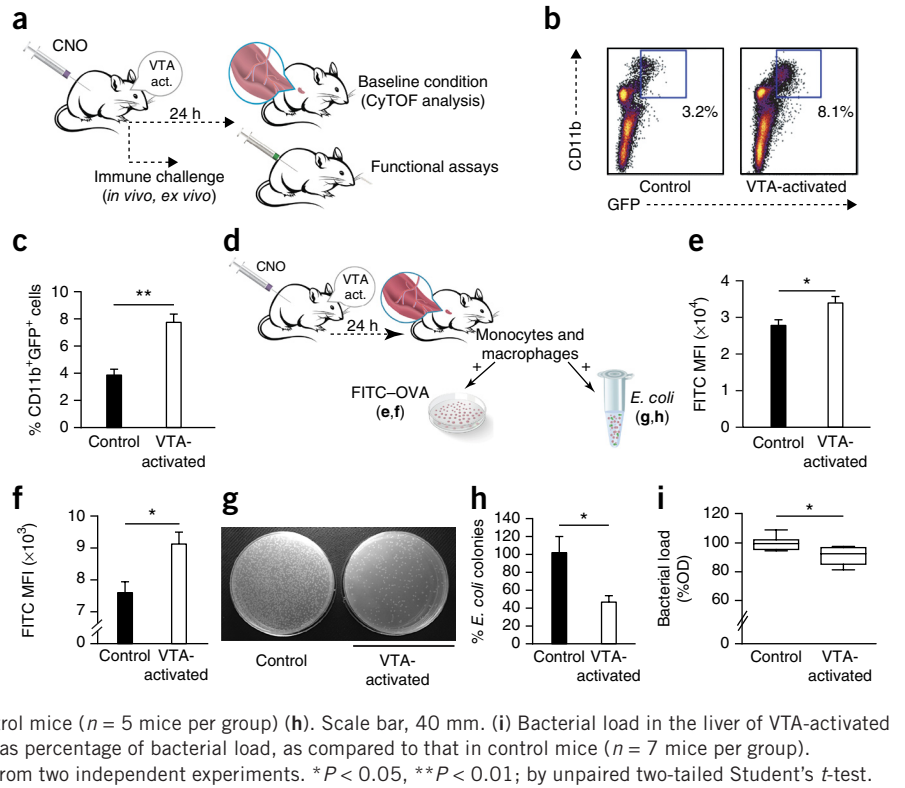 a
CNO
VTA
act.
24 h
Immune challenge
(in vivo, ex vivo)
Baseline condition
(CyTOF analysis)
Functional assays
b
CD11b
3.2%
8.1%
Control
VTA-activated
GFP
c
% CD11b+GFP+ cells
10
8
6
4
2
0
**
Control
VTA-
activated
d
CNO
VTA
act.
24 h
Monocytes and
macrophages
+
+
FITC–OVA
(e,f)
E. coli
(g,h)
e
FITC MFI (×10⁴)
4
3
2
1
0
*
Control
VTA-
activated
f
FITC MFI (×10³)
10
9
8
7
0
*
Control
VTA-
activated
g
Control
VTA-
activated
h
% E. coli colonies
140
120
100
80
60
40
20
0
*
Control
VTA-
activated
i
Bacterial load
(%OD)
120
100
80
60
0
*
Control
VTA-
activated
rol mice (n = 5 mice per group) (h). Scale bar, 40 mm. (i) Bacterial load in the liver of VTA-activated
as percentage of bacterial load, as compared to that in control mice (n = 7 mice per group).
rom two independent experiments. *P < 0.05, **P < 0.01; by unpaired two-tailed Student's t-test.